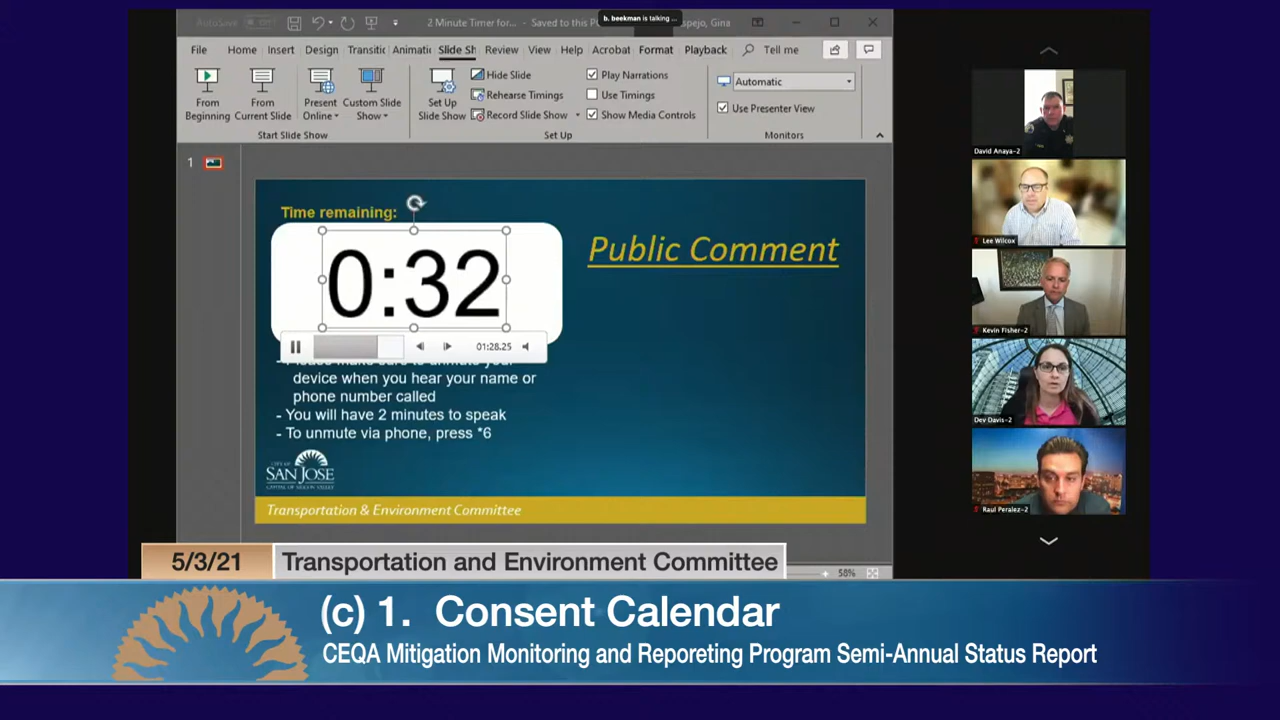 AutoSave
2 Minute Timer for...
Saved to this P
b. beekman is talking ...
spejo, Gina
File Home Insert Design Transitic Animatic Slide Sh Review View Help Acrobat Format Playback Tell me
From Beginning
From Current Slide
Present Online
Custom Slide Show
Start Slide Show
Set Up Slide Show
Hide Slide
Rehearse Timings
Record Slide Show
Play Narrations
Use Timings
Show Media Controls
Set Up
Automatic
Use Presenter View
Monitors
1
Time remaining:
0:32
01:28.25
Public Comment
device when you hear your name or
phone number called
- You will have 2 minutes to speak
- To unmute via phone, press *6
CITY OF
SAN JOSE
CAPITAL OF SILICON VALLEY
Transportation & Environment Committee
58%
David Anaya-2
Lee Wilcox
Kevin Fisher-2
Dev Davis-2
Raul Peralez-2
5/3/21 Transportation and Environment Committee
(c) 1. Consent Calendar
CEQA Mitigation Monitoring and Reporeting Program Semi-Annual Status Report